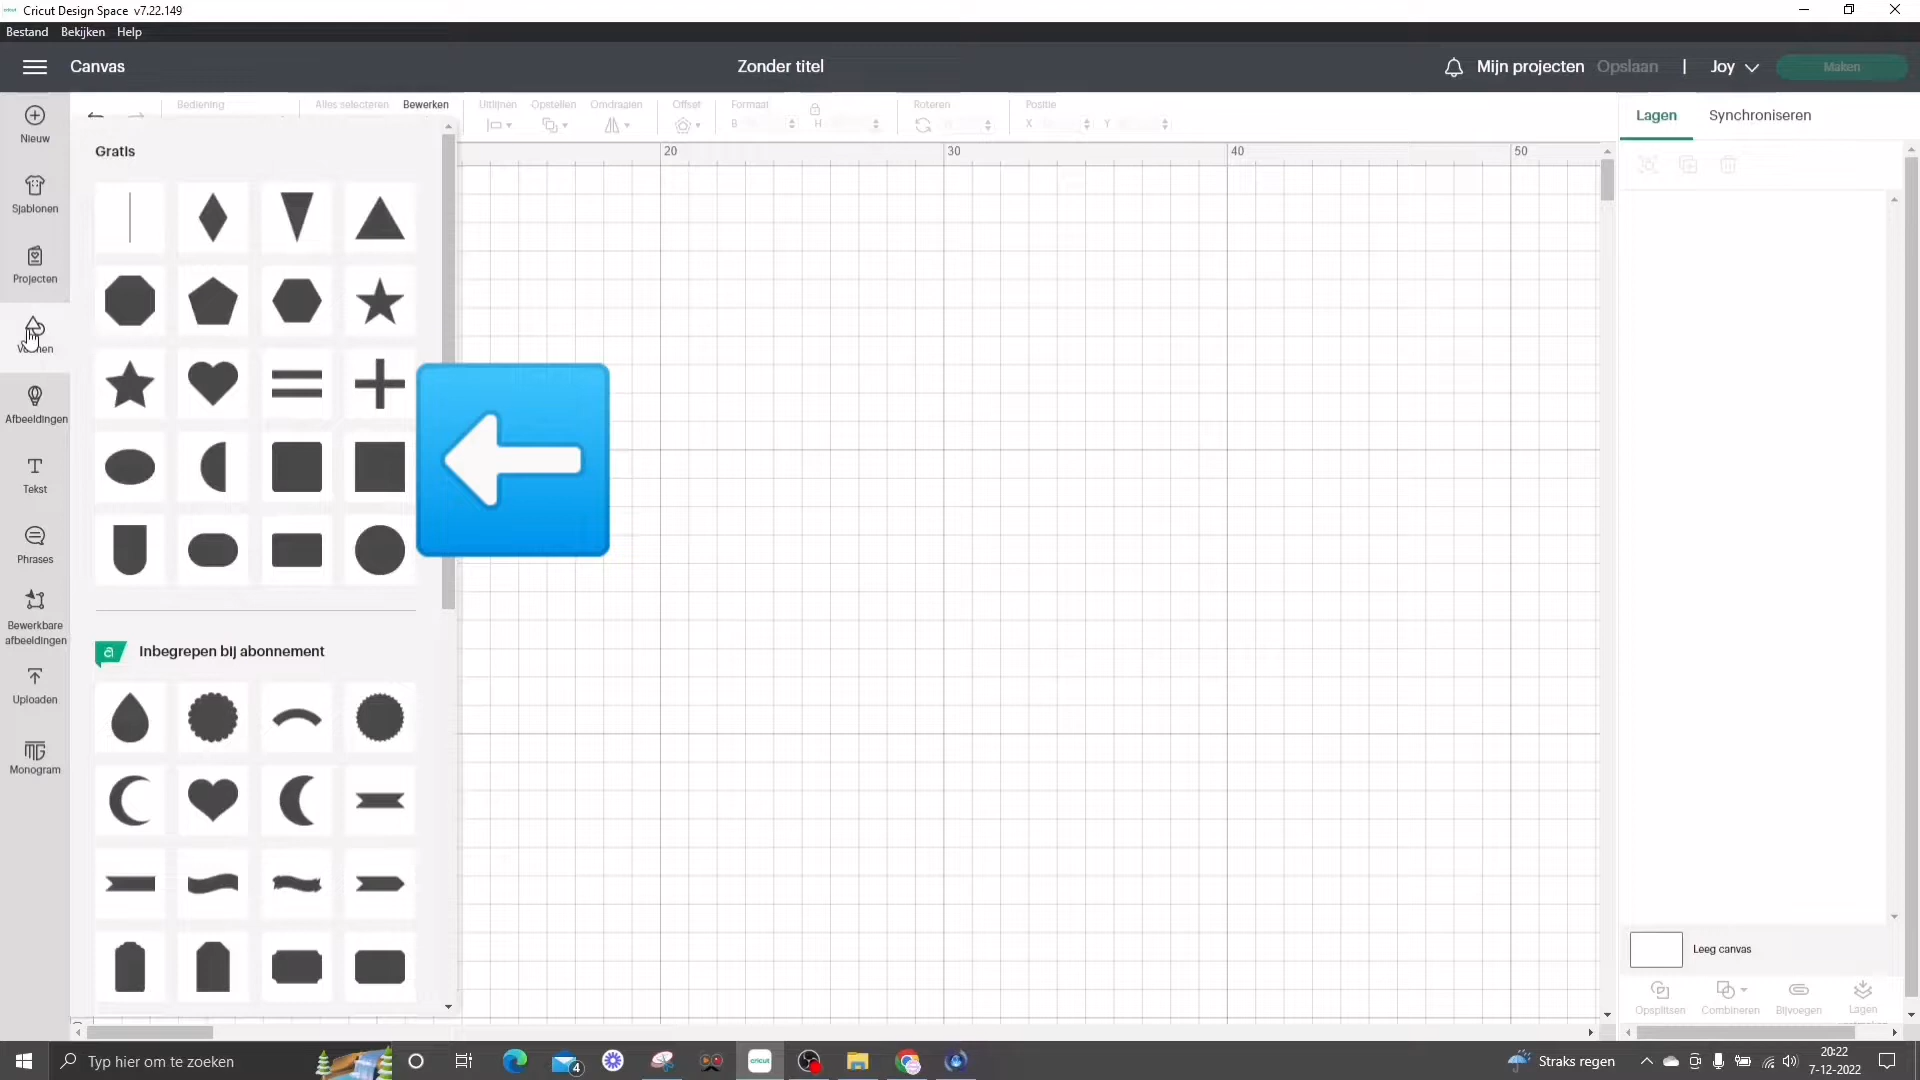 cricut Cricut Design Space v7.22.149
Bestand Bekijken Help
Canvas
Zonder titel
Mijn projecten Opslaan | Joy Maken
Bediening Alles selecteren Bewerken Uitlijnen Opstellen Omdraaien Offset Formaat Roteren Positie
B H X Y
Lagen Synchroniseren
Nieuw
Sjablonen
Projecten
Afbeeldingen
Tekst
Phrases
Bewerkbare
afbeeldingen
Uploaden
Monogram
Gratis
20 30 40 50
a Inbegrepen bij abonnement
Leeg canvas
Opsplitsen Combineren Bijvoegen Lagen
Typ hier om te zoeken
4
cricut
Straks regen
20:22
7-12-2022